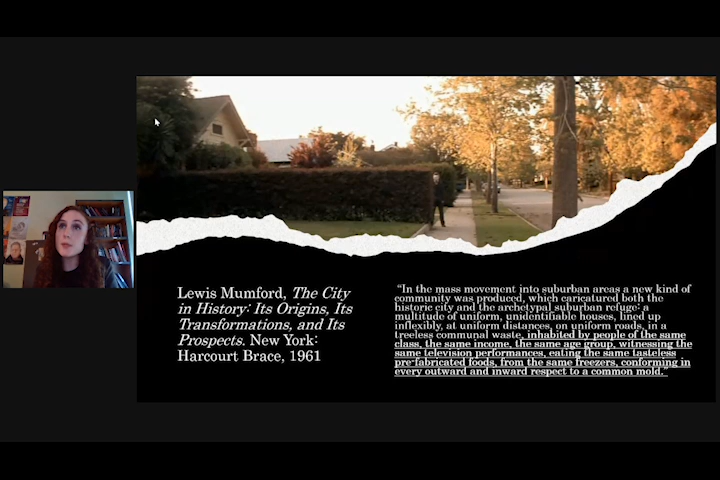 Lewis Mumford, The City
in History: Its Origins, Its
Transformations, and Its
Prospects. New York:
Harcourt Brace, 1961
“In the mass movement into suburban areas a new kind of
community was produced, which caricatured both the
historic city and the archetypal suburban refuge: a
multitude of uniform, unidentifiable houses, lined up
inflexibly, at uniform distances, on uniform roads, in a
treeless communal waste, inhabited by people of the same
class, the same income, the same age group, witnessing the
same television performances, eating the same tasteless
pre-fabricated foods, from the same freezers, conforming in
every outward and inward respect to a common mold.”